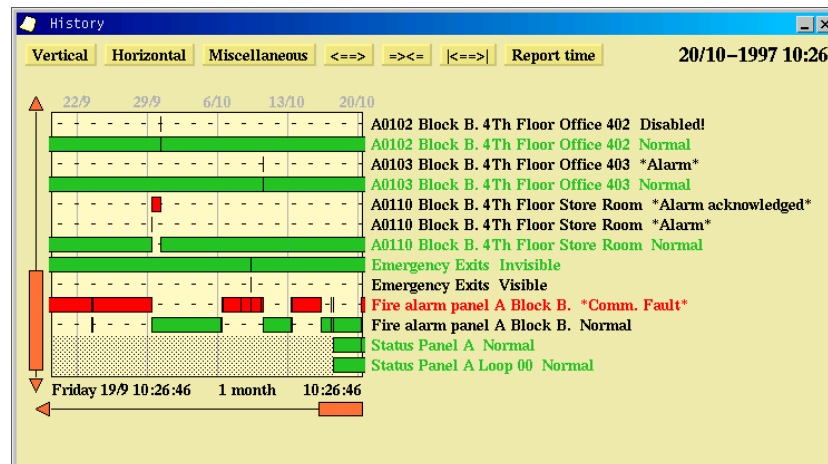 History
Vertical Horizontal Miscellaneous <==> =><= |<==>| Report time 20/10-1997 10:26
22/9 29/9 6/10 13/10 20/10
A0102 Block B. 4Th Floor Office 402 Disabled!
A0102 Block B. 4Th Floor Office 402 Normal
A0103 Block B. 4Th Floor Office 403 *Alarm*
A0103 Block B. 4Th Floor Office 403 Normal
A0110 Block B. 4Th Floor Store Room *Alarm acknowledged*
A0110 Block B. 4Th Floor Store Room *Alarm*
A0110 Block B. 4Th Floor Store Room Normal
Emergency Exits Invisible
Emergency Exits Visible
Fire alarm panel A Block B. *Comm. Fault*
Fire alarm panel A Block B. Normal
Status Panel A Normal
Status Panel A Loop 00 Normal
Friday 19/9 10:26:46 1 month 10:26:46